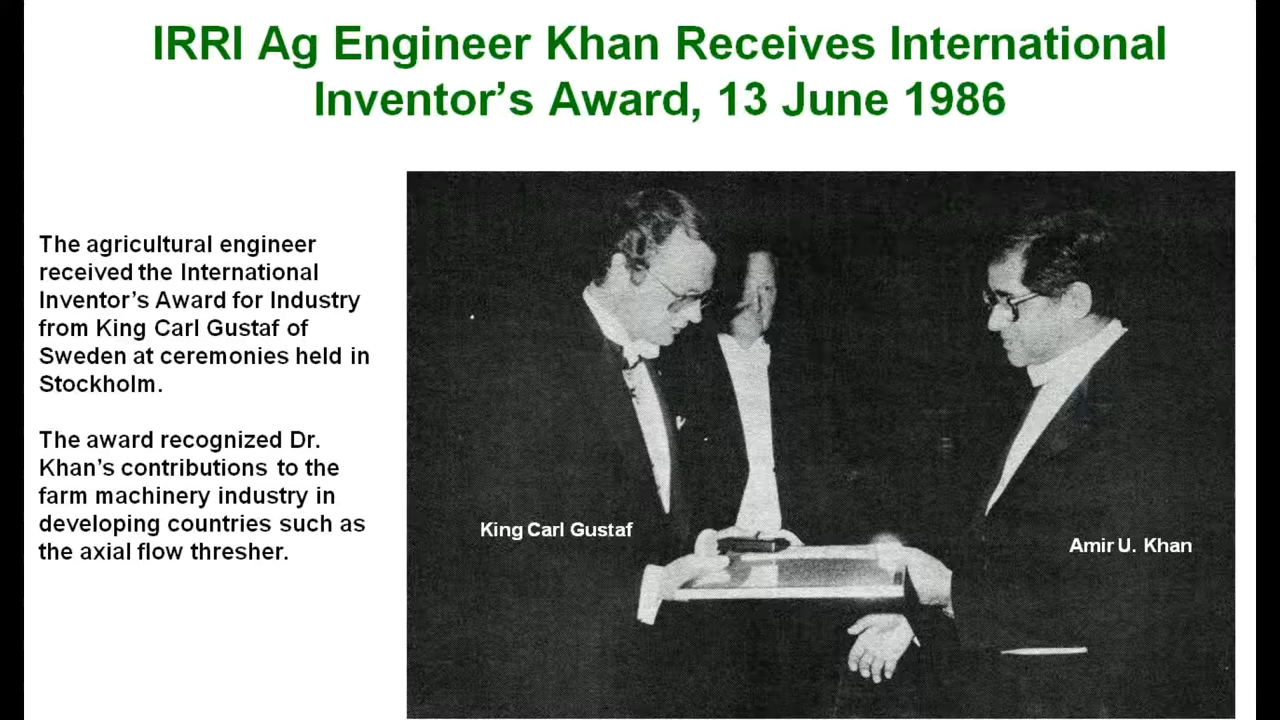 IRRI Ag Engineer Khan Receives International
Inventor’s Award, 13 June 1986
The agricultural engineer
received the International
Inventor’s Award for Industry
from King Carl Gustaf of
Sweden at ceremonies held in
Stockholm.
The award recognized Dr.
Khan’s contributions to the
farm machinery industry in
developing countries such as
the axial flow thresher.
King Carl Gustaf
Amir U. Khan